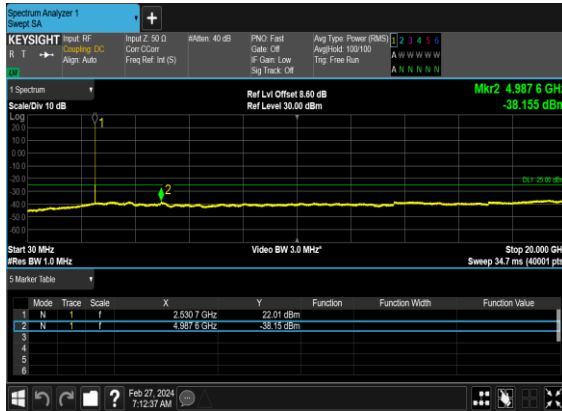 Spectrum Analyzer 1
Swept SA
KEYSIGHT Input: RF Input Z: 50 Ω #Atten: 40 dB PNO: Fast Avg Type: Power (RMS) 1 2 3 4 5 6
R T Coupling: DC Corr CCorr Gate: Off Avg|Hold: 100/100 A W W W W W
Align: Auto Freq Ref: Int (S) IF Gain: Low Trig: Free Run
Sig Track: Off A N N N N N
1 Spectrum Ref Lvl Offset 8.60 dB Mkr2 4.987 6 GHz
Scale/Div 10 dB Ref Level 30.00 dBm -38.155 dBm
Log
20.0
10.0
0.00
-10.0
-20.0
-30.0
-40.0
-50.0
-60.0
1
2
DL1 -25.00 dBm
Start 30 MHz Video BW 3.0 MHz* Stop 20.000 GHz
#Res BW 1.0 MHz Sweep 34.7 ms (40001 pts)
5 Marker Table
Mode Trace Scale X Y Function Function Width Function Value
1 N 1 f 2.530 7 GHz 22.01 dBm
2 N 1 f 4.987 6 GHz -38.15 dBm
3
4
5
6
Feb 27, 2024
7:12:37 AM